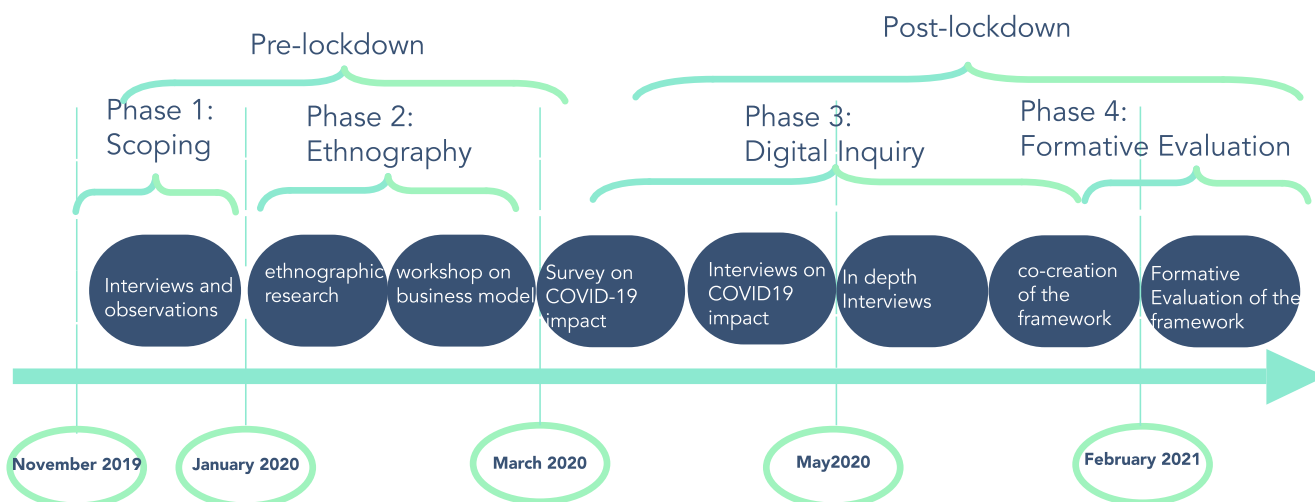 Pre-lockdown
Post-lockdown
Phase 1:
Scoping
Phase 2:
Ethnography
Phase 3:
Digital Inquiry
Phase 4:
Formative Evaluation
Interviews and
observations
ethnographic
research
workshop on
business model
Survey on
COVID-19
impact
Interviews on
COVID19
impact
In depth
Interviews
co-creation
of the
framework
Formative
Evaluation of the
framework
November 2019
January 2020
March 2020
May2020
February 2021